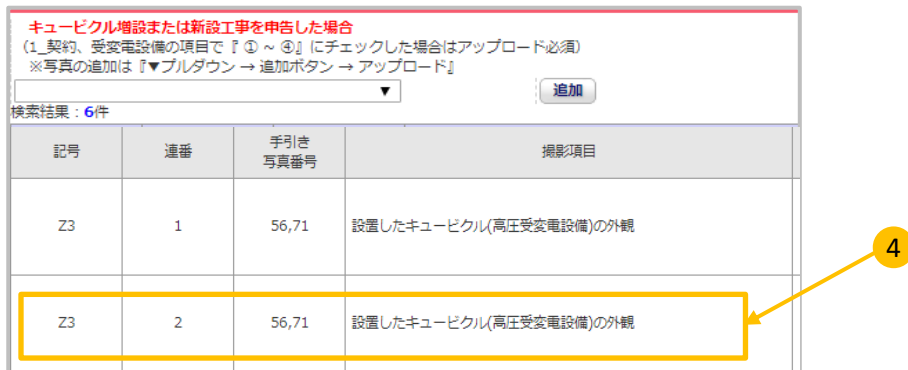 キュービクル増設または新設工事を申告した場合
(1_契約、受変電設備の項目で『 ① ~ ④』にチェックした場合はアップロード必須)
※写真の追加は『▼プルダウン → 追加ボタン → アップロード』
▼ 追加
検索結果：6件
記号 連番 手引き写真番号 撮影項目
Z3 1 56,71 設置したキュービクル(高圧受変電設備)の外観
4
Z3 2 56,71 設置したキュービクル(高圧受変電設備)の外観